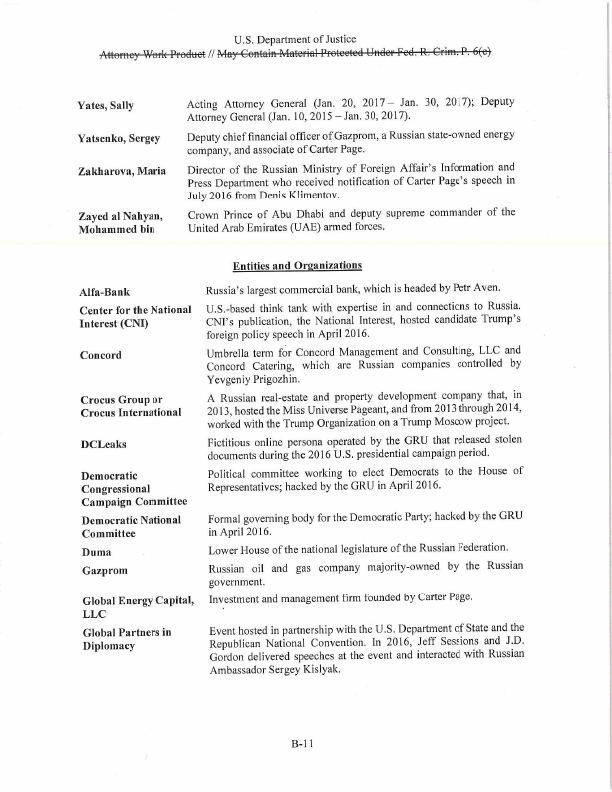 U.S. Department of Justice
Attorney Work Product // May Contain Material Protected Under Fed. R. Crim. P. 6(e)
Yates, Sally
Acting Attorney General (Jan. 20, 2017 – Jan. 30, 2017); Deputy
Attorney General (Jan. 10, 2015 – Jan. 30, 2017).
Yatsenko, Sergey
Deputy chief financial officer of Gazprom, a Russian state-owned energy
company, and associate of Carter Page.
Zakharova, Maria
Director of the Russian Ministry of Foreign Affair's Information and
Press Department who received notification of Carter Page's speech in
July 2016 from Denis Klimentov.
Zayed al Nahyan,
Mohammed bin
Crown Prince of Abu Dhabi and deputy supreme commander of the
United Arab Emirates (UAE) armed forces.
Entities and Organizations
Alfa-Bank
Russia's largest commercial bank, which is headed by Petr Aven.
Center for the National
Interest (CNI)
U.S.-based think tank with expertise in and connections to Russia.
CNI's publication, the National Interest, hosted candidate Trump's
foreign policy speech in April 2016.
Concord
Umbrella term for Concord Management and Consulting, LLC and
Concord Catering, which are Russian companies controlled by
Yevgeniy Prigozhin.
Crocus Group or
Crocus International
A Russian real-estate and property development company that, in
2013, hosted the Miss Universe Pageant, and from 2013 through 2014,
worked with the Trump Organization on a Trump Moscow project.
DCLeaks
Fictitious online persona operated by the GRU that released stolen
documents during the 2016 U.S. presidential campaign period.
Democratic
Congressional
Campaign Committee
Political committee working to elect Democrats to the House of
Representatives; hacked by the GRU in April 2016.
Democratic National
Committee
Formal governing body for the Democratic Party; hacked by the GRU
in April 2016.
Duma
Lower House of the national legislature of the Russian Federation.
Gazprom
Russian oil and gas company majority-owned by the Russian
government.
Global Energy Capital,
LLC
Investment and management firm founded by Carter Page.
Global Partners in
Diplomacy
Event hosted in partnership with the U.S. Department of State and the
Republican National Convention. In 2016, Jeff Sessions and J.D.
Gordon delivered speeches at the event and interacted with Russian
Ambassador Sergey Kislyak.
B-11